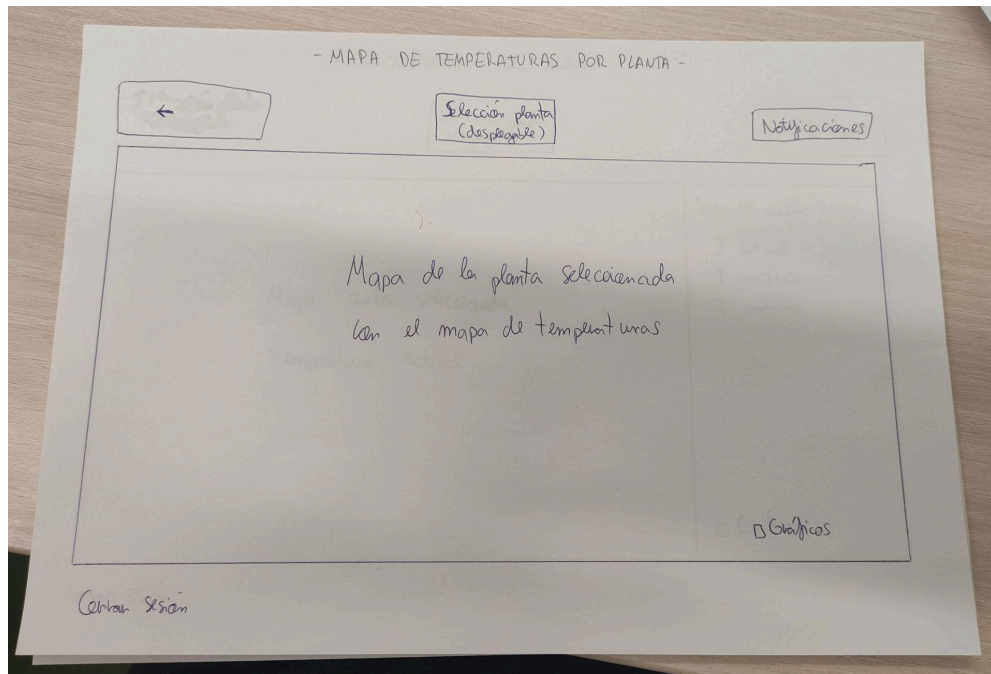 - MAPA DE TEMPERATURAS POR PLANTA -
←
Selección planta
(desplegable)
Notificaciones
Mapa de la planta seleccionada
con el mapa de temperaturas
Gráficos
Cerrar sesión